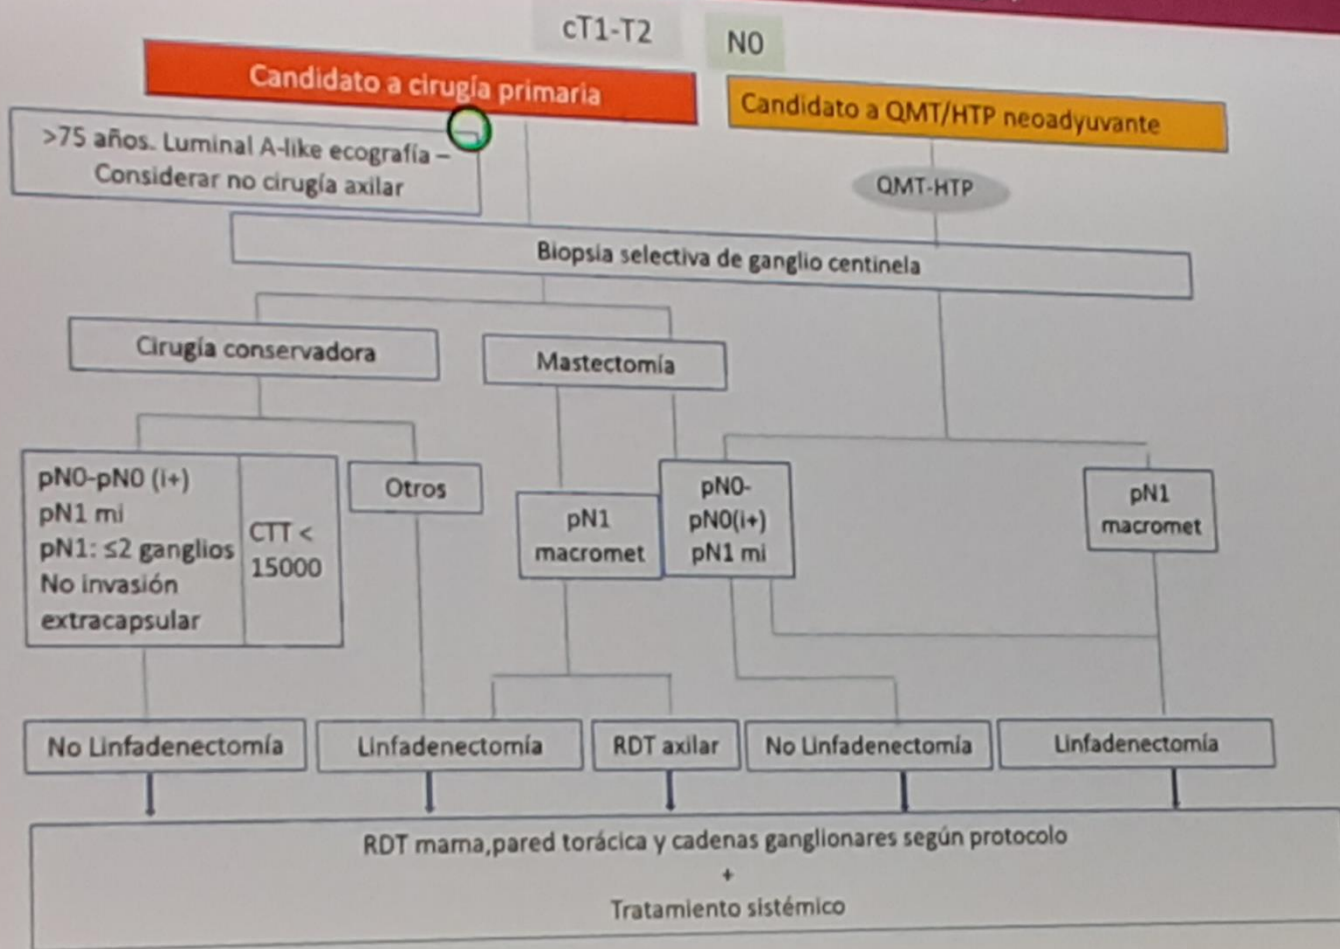 cT1-T2
N0
Candidato a cirugía primaria
Candidato a QMT/HTP neoadyuvante
>75 años. Luminal A-like ecografía –
Considerar no cirugía axilar
QMT-HTP
Biopsia selectiva de ganglio centinela
Cirugía conservadora
Mastectomía
pN0-pN0 (i+)
pN1 mi
pN1: ≤2 ganglios
No invasión
extracapsular
CTT <
15000
Otros
pN1
macromet
pN0-
pN0(i+)
pN1 mi
pN1
macromet
No Linfadenectomía
Linfadenectomía
RDT axilar
No Linfadenectomía
Linfadenectomía
RDT mama,pared torácica y cadenas ganglionares según protocolo
+
Tratamiento sistémico